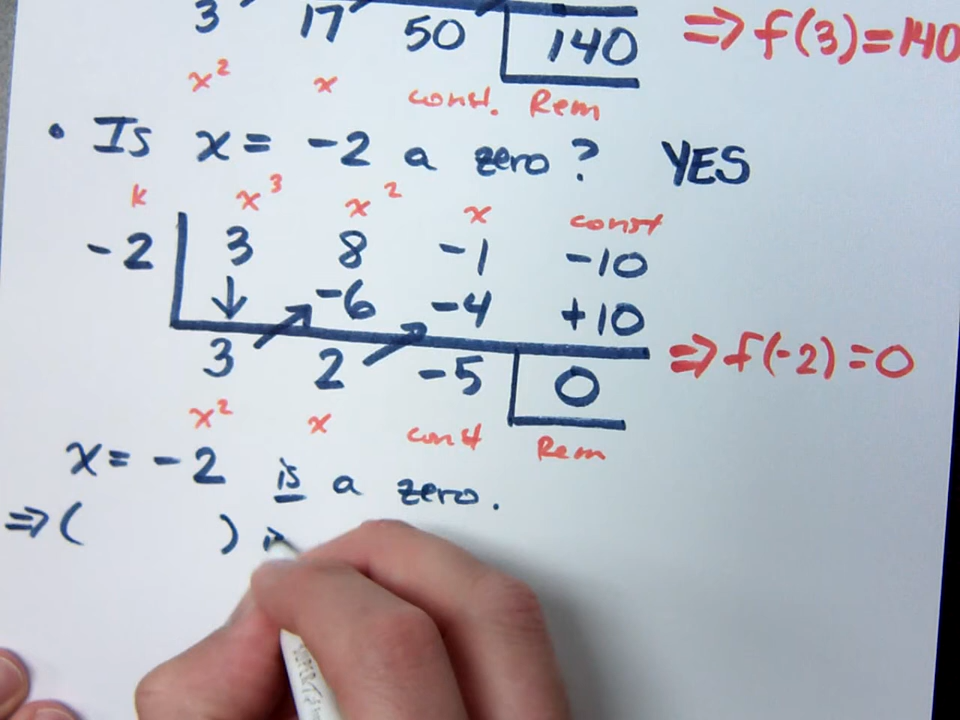 3 17 50 140 ⇒ f(3)=140
x² x const. Rem
• Is x = -2 a zero? YES
k x³ x² x const
-2 3 8 -1 -10
↓ -6 -4 +10
3 2 -5 0 ⇒ f(-2)=0
x² x const Rem
x = -2 is a zero.
⇒ ( )